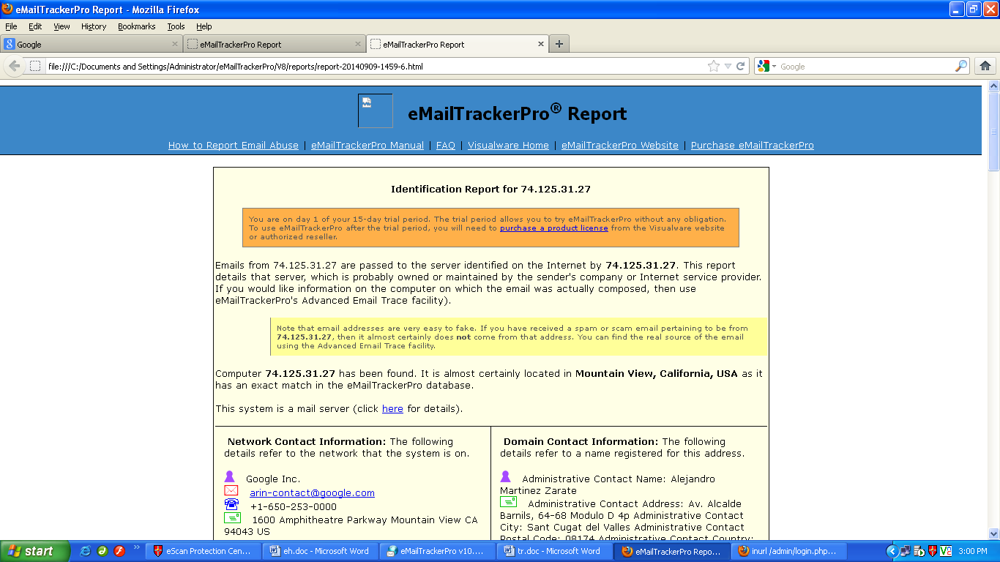 eMailTrackerPro Report - Mozilla Firefox
File Edit View History Bookmarks Tools Help
Google
eMailTrackerPro Report
eMailTrackerPro Report
file:///C:/Documents and Settings/Administrator/eMailTrackerPro/V8/reports/report-20140909-1459-6.html
Google
eMailTrackerPro® Report
How to Report Email Abuse | eMailTrackerPro Manual | FAQ | Visualware Home | eMailTrackerPro Website | Purchase eMailTrackerPro
Identification Report for 74.125.31.27
You are on day 1 of your 15-day trial period. The trial period allows you to try eMailTrackerPro without any obligation.
To use eMailTrackerPro after the trial period, you will need to purchase a product license from the Visualware website
or authorized reseller.
Emails from 74.125.31.27 are passed to the server identified on the Internet by 74.125.31.27. This report
details that server, which is probably owned or maintained by the sender's company or Internet service provider.
If you would like information on the computer on which the email was actually composed, then use
eMailTrackerPro's Advanced Email Trace facility).
Note that email addresses are very easy to fake. If you have received a spam or scam email pertaining to be from
74.125.31.27, then it almost certainly does not come from that address. You can find the real source of the email
using the Advanced Email Trace facility.
Computer 74.125.31.27 has been found. It is almost certainly located in Mountain View, California, USA as it
has an exact match in the eMailTrackerPro database.
This system is a mail server (click here for details).
Network Contact Information: The following
details refer to the network that the system is on.
Google Inc.
arin-contact@google.com
+1-650-253-0000
1600 Amphitheatre Parkway Mountain View CA
94043 US
Domain Contact Information: The following
details refer to a name registered for this address.
Administrative Contact Name: Alejandro
Martinez Zarate
Administrative Contact Address: Av. Alcalde
Barnils, 64-68 Modulo D 4p Administrative Contact
City: Sant Cugat del Valles Administrative Contact
Postal Code: 08174 Administrative Contact Country:
start
eScan Protection Cen...
eh.doc - Microsoft Word
eMailTrackerPro v10....
tr.doc - Microsoft Word
eMailTrackerPro Repo...
inurl /admin/login.php...
3:00 PM